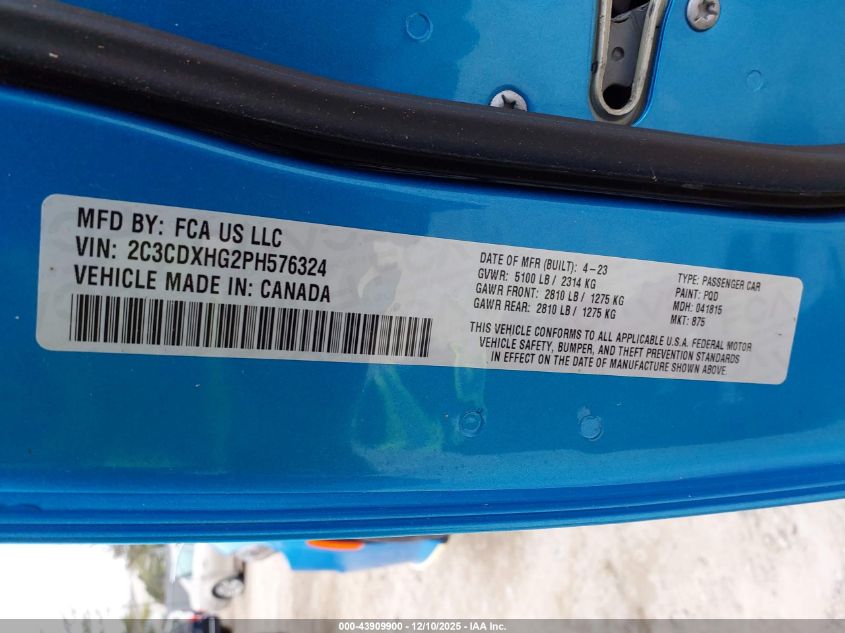 MFD BY: FCA US LLC
VIN: 2C3CDXHG2PH576324
VEHICLE MADE IN: CANADA
DATE OF MFR (BUILT): 4-23
GVWR: 5100 LB / 2314 KG
GAWR FRONT: 2810 LB / 1275 KG
GAWR REAR: 2810 LB / 1275 KG
TYPE: PASSENGER CAR
PAINT: PQD
MDH: 041815
MKT: 875
THIS VEHICLE CONFORMS TO ALL APPLICABLE U.S.A. FEDERAL MOTOR
VEHICLE SAFETY, BUMPER, AND THEFT PREVENTION STANDARDS
IN EFFECT ON THE DATE OF MANUFACTURE SHOWN ABOVE.
000-43909900 - 12/10/2025 - IAA Inc.